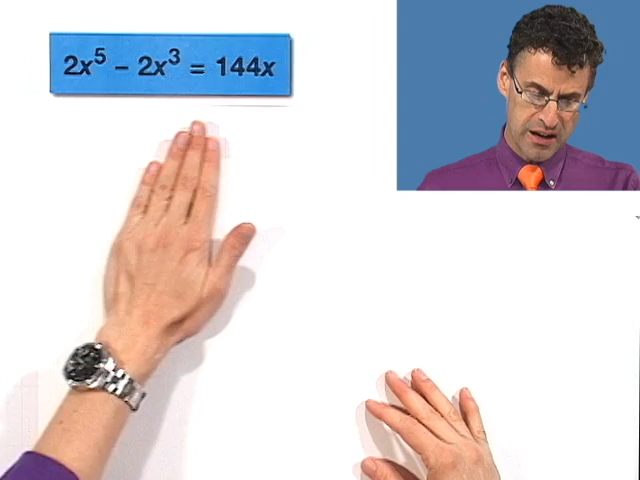 2x⁵ – 2x³ = 144x